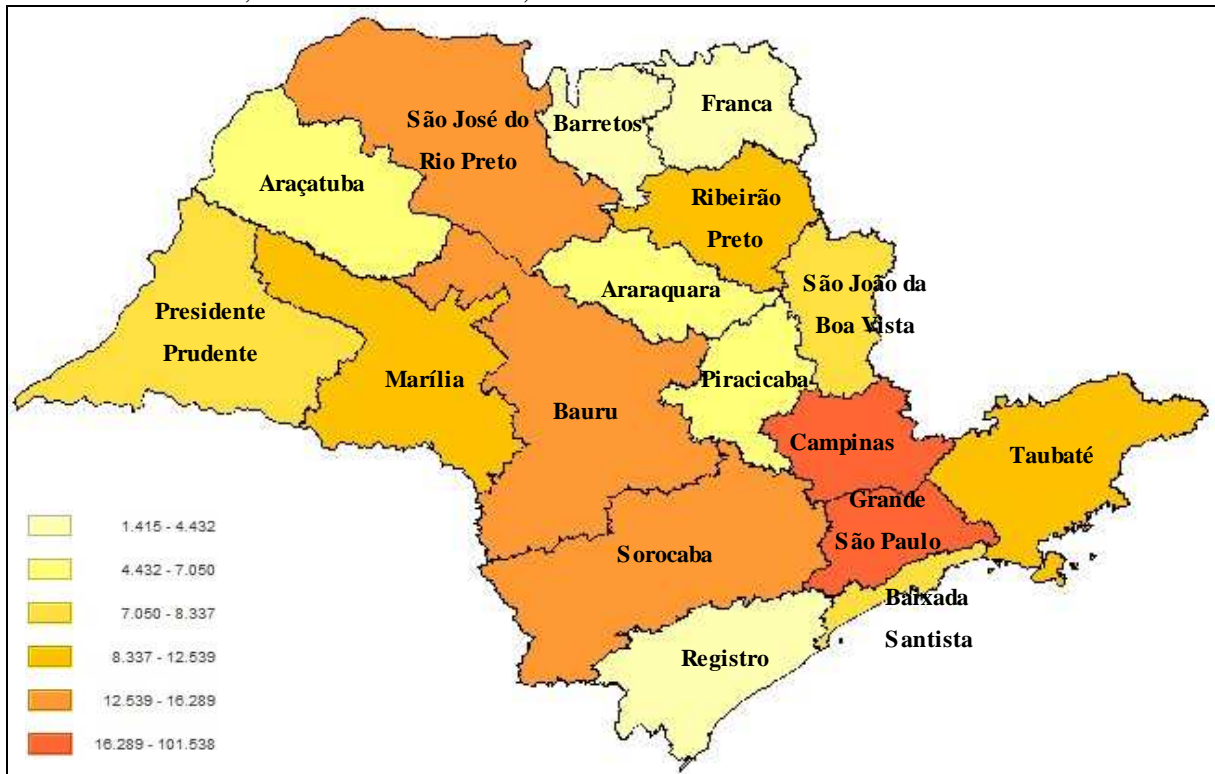 São José do
Rio Preto
Barretos
Franca
Araçatuba
Ribeirão
Preto
Araraquara
São João da
Boa Vista
Presidente
Prudente
Marília
Bauru
Piracicaba
Campinas
Taubaté
Grande
São Paulo
Sorocaba
Baixada
Santista
Registro
1.415 - 4.432
4.432 - 7.050
7.050 - 8.337
8.337 - 12.539
12.539 - 16.289
16.289 - 101.538